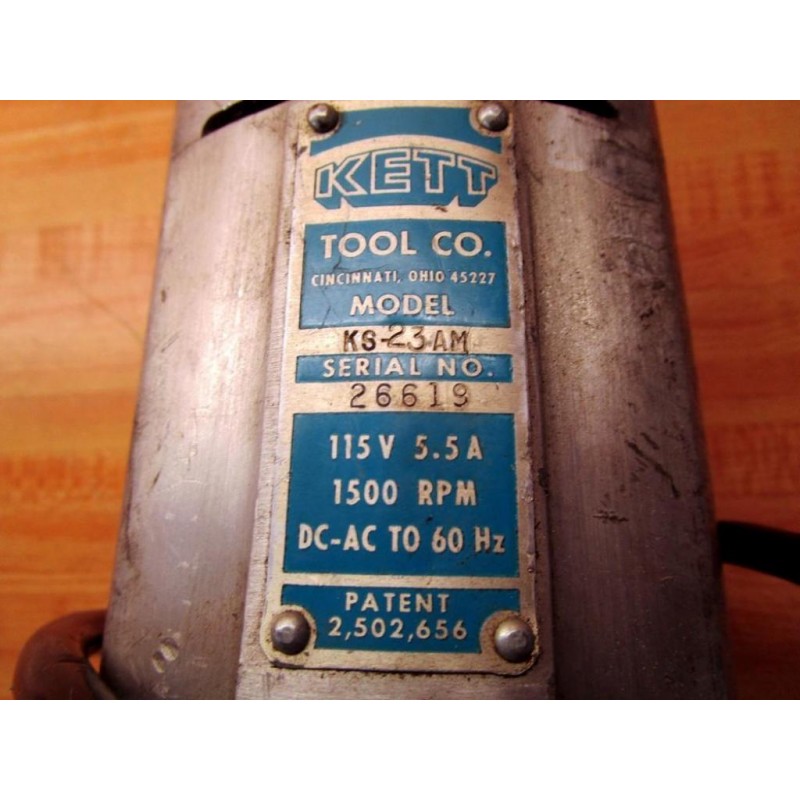 KETT
TOOL CO.
CINCINNATI, OHIO 45227
MODEL
KS-23AM
SERIAL NO.
26619
115V 5.5A
1500 RPM
DC-AC TO 60 Hz
PATENT
2,502,656